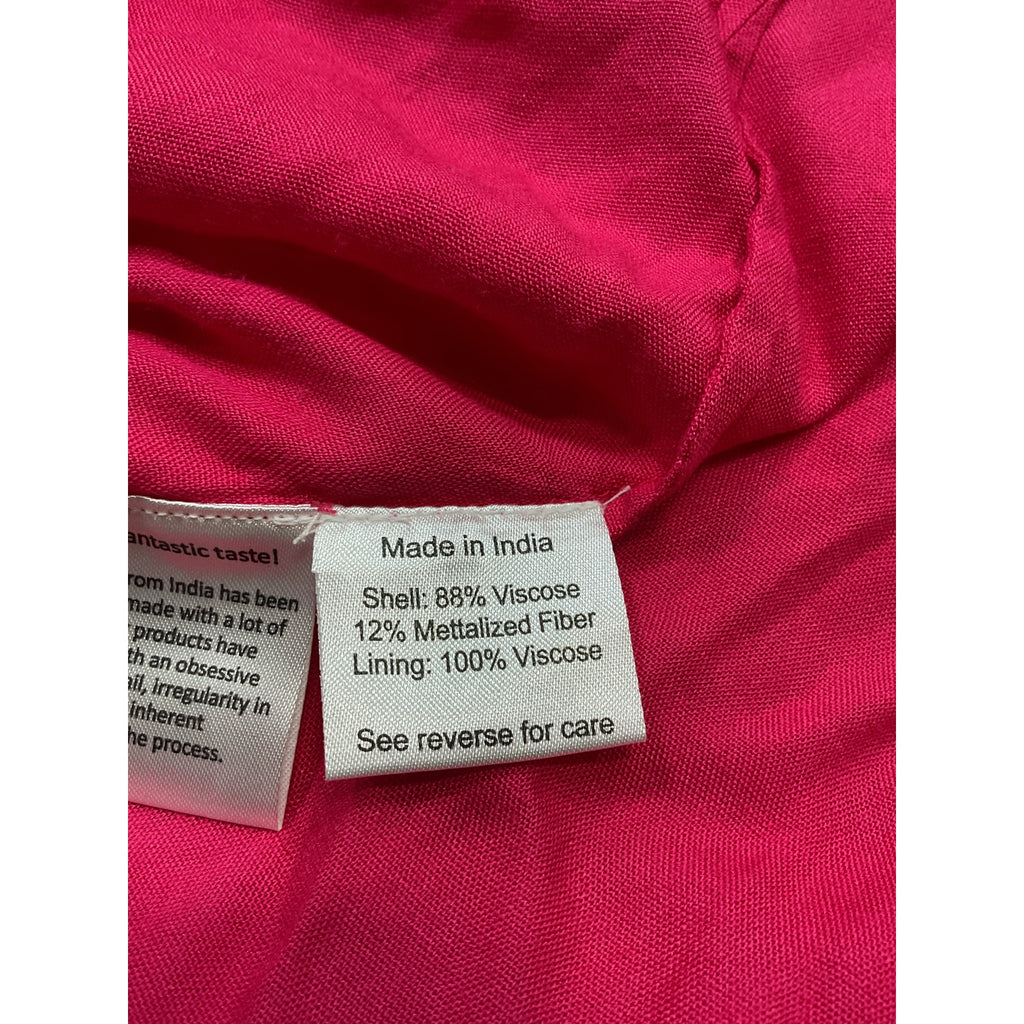 antastic taste!
rom India has been
made with a lot of
products have
th an obsessive
ail, irregularity in
inherent
he process.
Made in India
Shell: 88% Viscose
12% Mettalized Fiber
Lining: 100% Viscose
See reverse for care